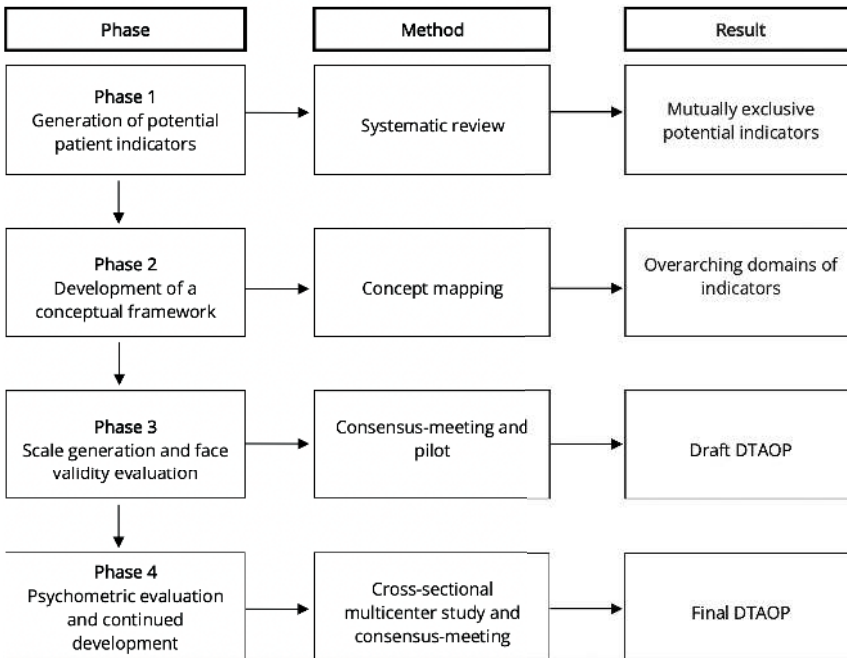 Phase
Method
Result
Phase 1
Generation of potential
patient indicators
Systematic review
Mutually exclusive
potential indicators
Phase 2
Development of a
conceptual framework
Concept mapping
Overarching domains of
indicators
Phase 3
Scale generation and face
validity evaluation
Consensus-meeting and
pilot
Draft DTAOP
Phase 4
Psychometric evaluation
and continued
development
Cross-sectional
multicenter study and
consensus-meeting
Final DTAOP